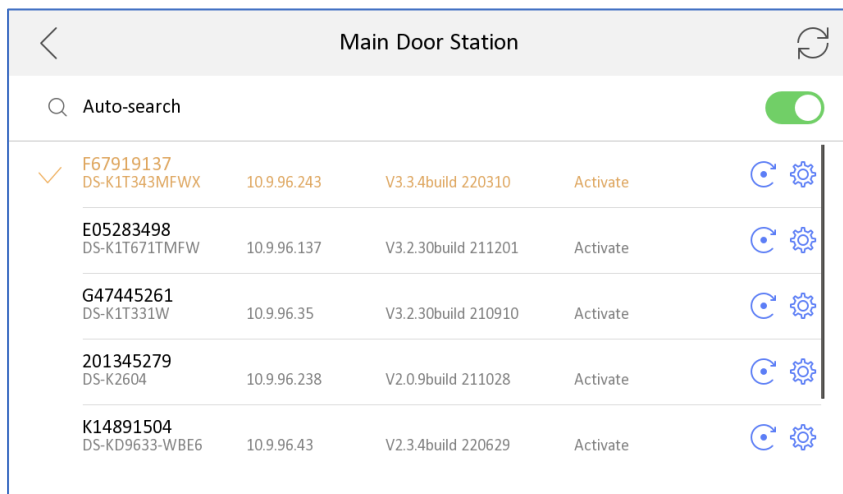 Main Door Station
Auto-search
F67919137
DS-K1T343MFWX 10.9.96.243 V3.3.4build 220310 Activate
E05283498
DS-K1T671TMFW 10.9.96.137 V3.2.30build 211201 Activate
G47445261
DS-K1T331W 10.9.96.35 V3.2.30build 210910 Activate
201345279
DS-K2604 10.9.96.238 V2.0.9build 211028 Activate
K14891504
DS-KD9633-WBE6 10.9.96.43 V2.3.4build 220629 Activate